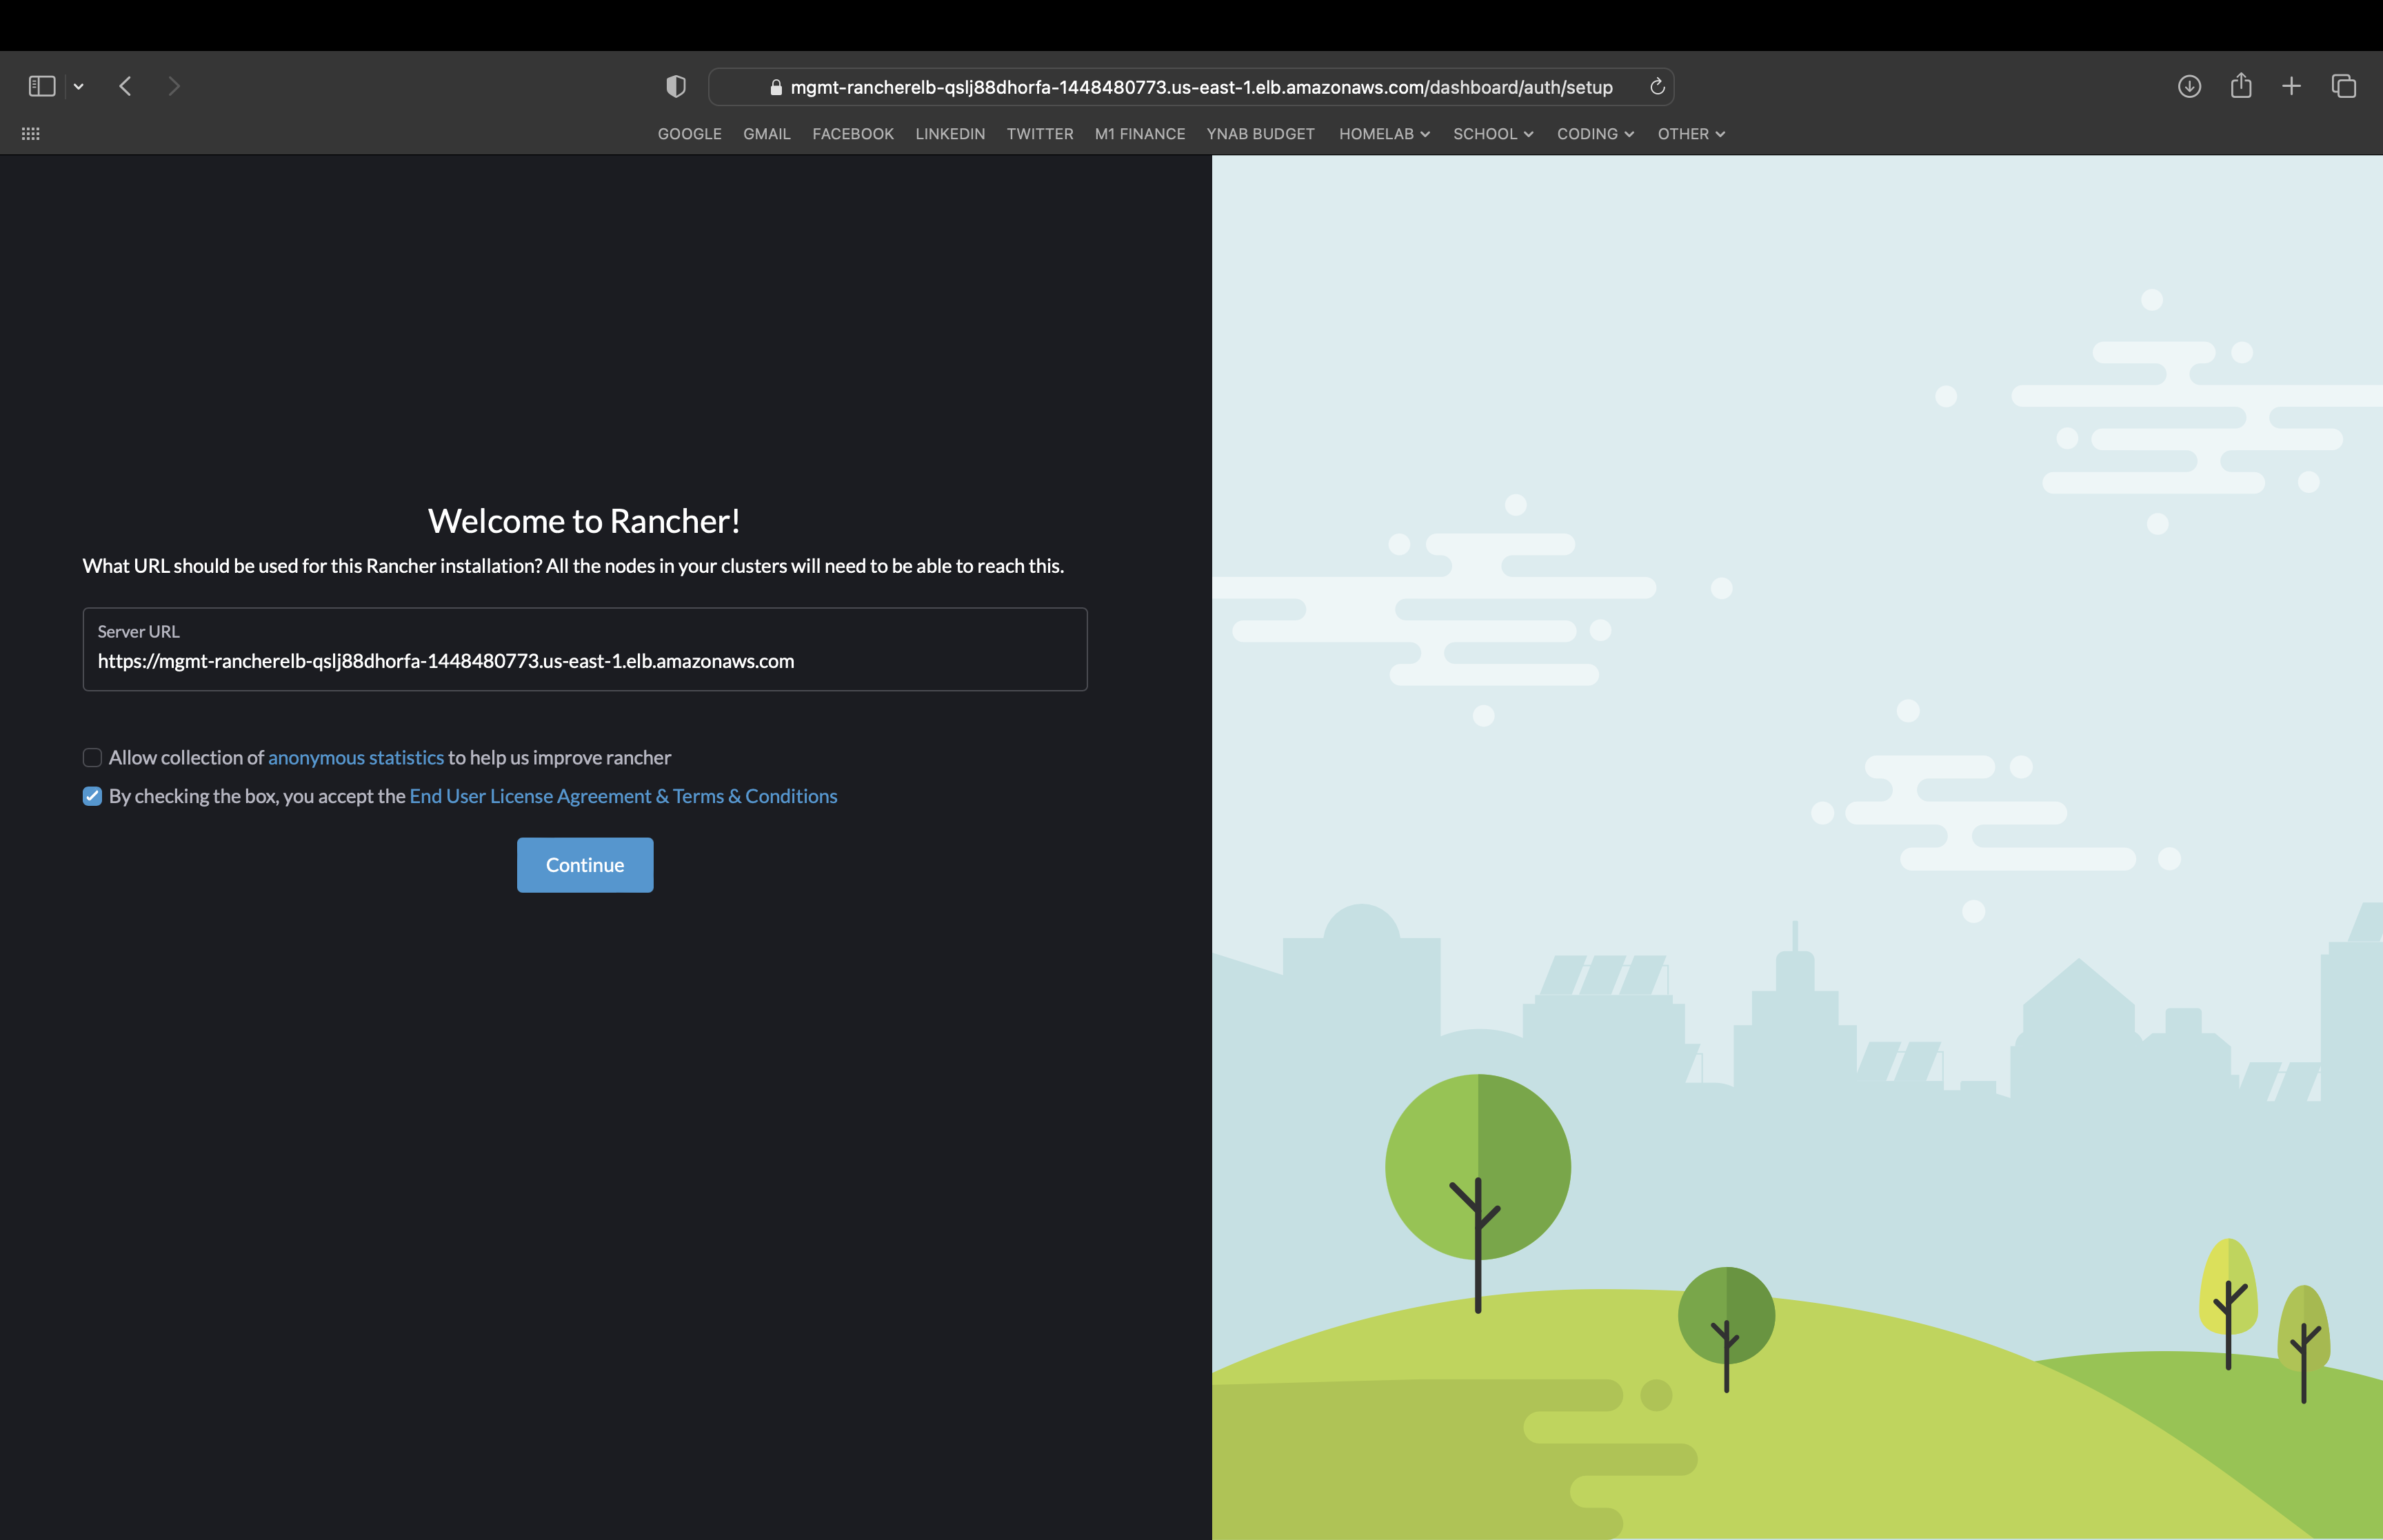 mgmt-rancherelb-qslj88dhorfa-1448480773.us-east-1.elb.amazonaws.com/dashboard/auth/setup
GOOGLE GMAIL FACEBOOK LINKEDIN TWITTER M1 FINANCE YNAB BUDGET HOMELAB SCHOOL CODING OTHER
Welcome to Rancher!
What URL should be used for this Rancher installation? All the nodes in your clusters will need to be able to reach this.
Server URL
https://mgmt-rancherelb-qslj88dhorfa-1448480773.us-east-1.elb.amazonaws.com
Allow collection of anonymous statistics to help us improve rancher
By checking the box, you accept the End User License Agreement & Terms & Conditions
Continue